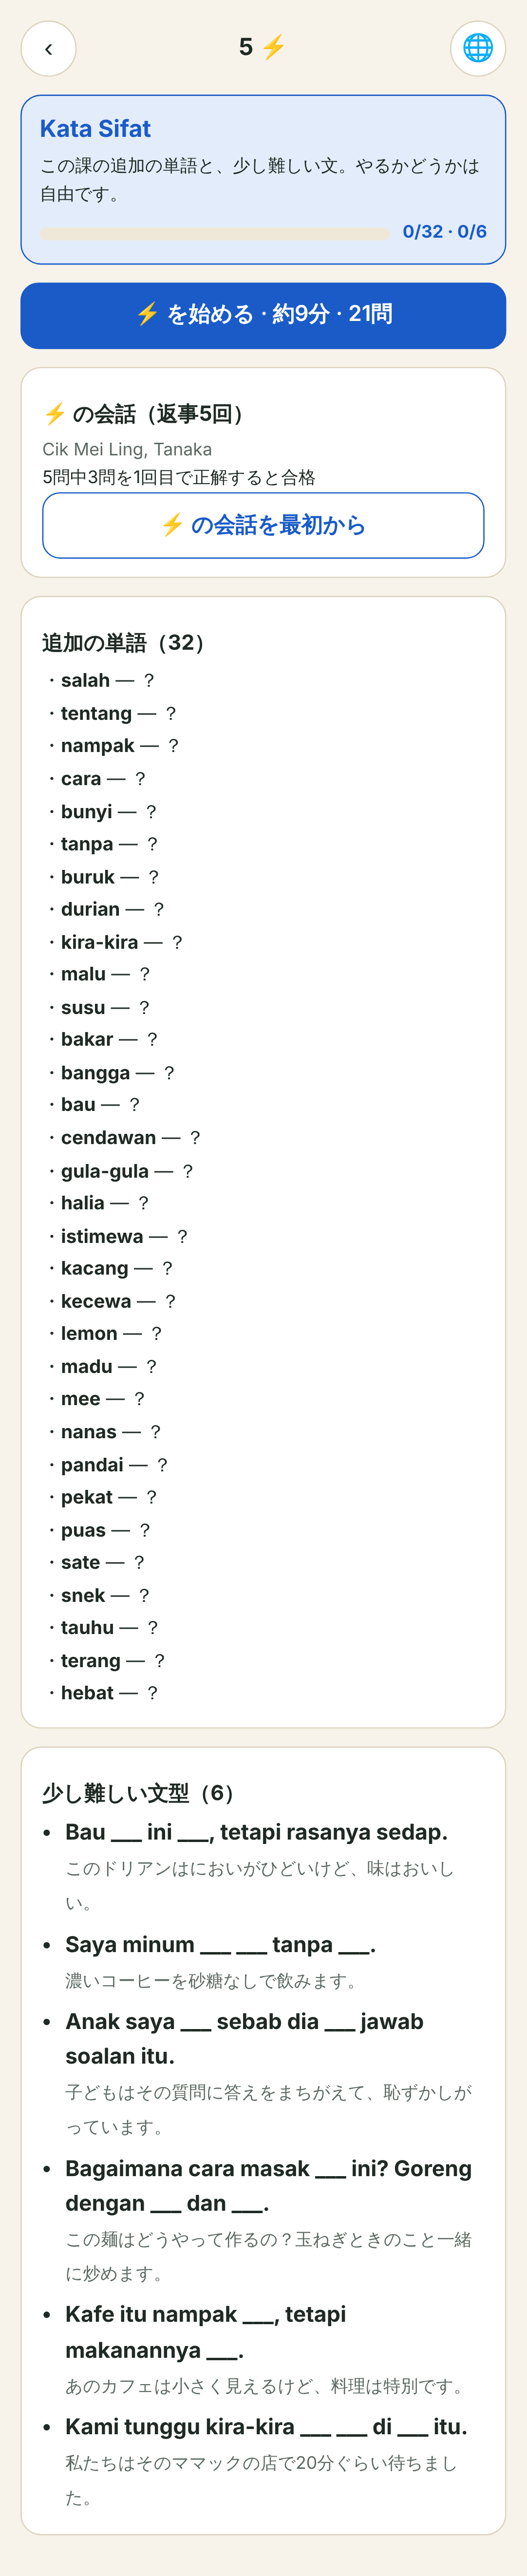 ‹
5 ⚡ 🌐
Kata Sifat
この課の追加の単語と、少し難しい文。やるかどうかは
自由です。
0/32 · 0/6
⚡ を始める · 約9分 · 21問
⚡ の会話（返事5回）
Cik Mei Ling, Tanaka
5問中3問を1回目で正解すると合格
⚡ の会話を最初から
追加の単語（32）
· salah — ？
· tentang — ？
· nampak — ？
· cara — ？
· bunyi — ？
· tanpa — ？
· buruk — ？
· durian — ？
· kira-kira — ？
· malu — ？
· susu — ？
· bakar — ？
· bangga — ？
· bau — ？
· cendawan — ？
· gula-gula — ？
· halia — ？
· istimewa — ？
· kacang — ？
· kecewa — ？
· lemon — ？
· madu — ？
· mee — ？
· nanas — ？
· pandai — ？
· pekat — ？
· puas — ？
· sate — ？
· snek — ？
· tauhu — ？
· terang — ？
· hebat — ？
少し難しい文型（6）
• Bau ___ ini ___, tetapi rasanya sedap.
このドリアンはにおいがひどいけど、味はおいし
い。
• Saya minum ___ ___ tanpa ___.
濃いコーヒーを砂糖なしで飲みます。
• Anak saya ___ sebab dia ___ jawab
soalan itu.
子どもはその質問に答えをまちがえて、恥ずかしが
っています。
• Bagaimana cara masak ___ ini? Goreng
dengan ___ dan ___.
この麺はどうやって作るの？玉ねぎときのこと一緒
に炒めます。
• Kafe itu nampak ___, tetapi
makanannya ___.
あのカフェは小さく見えるけど、料理は特別です。
• Kami tunggu kira-kira ___ ___ di ___ itu.
私たちはそのママックの店で20分ぐらい待ちまし
た。